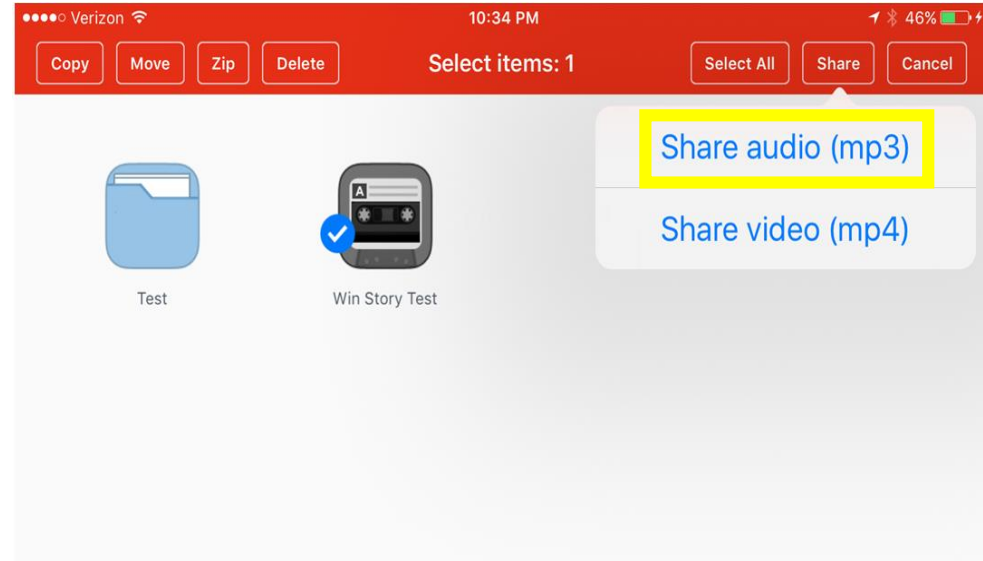 Verizon 10:34 PM 46%
Copy Move Zip Delete Select items: 1 Select All Share Cancel
Share audio (mp3)
A
Share video (mp4)
Test Win Story Test